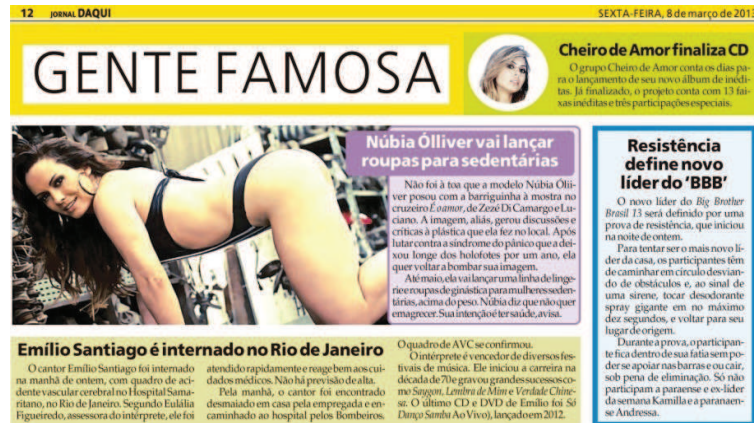 12 JORNAL DAQUI
SEXTA-FEIRA, 8 de março de 2013
GENTE FAMOSA
Cheiro de Amor finaliza CD
O grupo Cheiro de Amor conta os dias pa-
ra o lançamento de seu novo álbum de inédi-
tas. Já finalizado, o projeto conta com 13 fai-
xas inéditas e três participações especiais.
Núbia Ólliver vai lançar
roupas para sedentárias
Não foi à toa que a modelo Núbia Ólii-
ver posou com a barriguinha à mostra no
cruzeiro É o amor, de Zezé Di Camargo e Lu-
ciano. A imagem, aliás, gerou discussões e
críticas à plástica que ela fez no local. Após
lutar contra a síndrome do pânico que a dei-
xou longe dos holofotes por um ano, ela
quer voltar a bombar sua imagem.
Até maio, ela vai lançar uma linha de linge-
rie e roupas de ginástica para mulheres seden-
tárias, acima do peso. Núbia diz que não quer
emagrecer. Sua intenção é ter saúde, avisa.
Resistência
define novo
líder do 'BBB'
O novo líder do Big Brother
Brasil 13 será definido por uma
prova de resistência, que iniciou
na noite de ontem.
Para tentar ser o mais novo lí-
der da casa, os participantes têm
de caminhar em círculo desvian-
do de obstáculos e, ao sinal de
uma sirene, tocar desodorante
spray gigante em no máximo
dez segundos, e voltar para seu
lugar de origem.
Durante a prova, o participan-
te fica dentro de sua fatia sem po-
der se apoiar nas barras e ou cair,
sob pena de eliminação. Só não
participam a paraense e ex-líder
da semana Kamilla e a paranaen-
se Andressa.
Emílio Santiago é internado no Rio de Janeiro
O cantor Emílio Santiago foi internado
na manhã de ontem, com quadro de aci-
dente vascular cerebral no Hospital Sama-
ritano, no Rio de Janeiro. Segundo Eulália
Figueiredo, assessora do intérprete, ele foi
atendido rapidamente e reage bem aos cui-
dados médicos. Não há previsão de alta.
Pela manhã, o cantor foi encontrado
desmaiado em casa pela empregada e en-
caminhado ao hospital pelos Bombeiros.
O quadro de AVC se confirmou.
O intérprete é vencedor de diversos fes-
tivais de música. Ele iniciou a carreira na
década de 70 e gravou grandes sucessos co-
mo Saygon, Lembra de Mim e Verdade Chine-
sa. O último CD e DVD de Emílio foi Só
Danço Samba Ao Vivo), lançado em 2012.